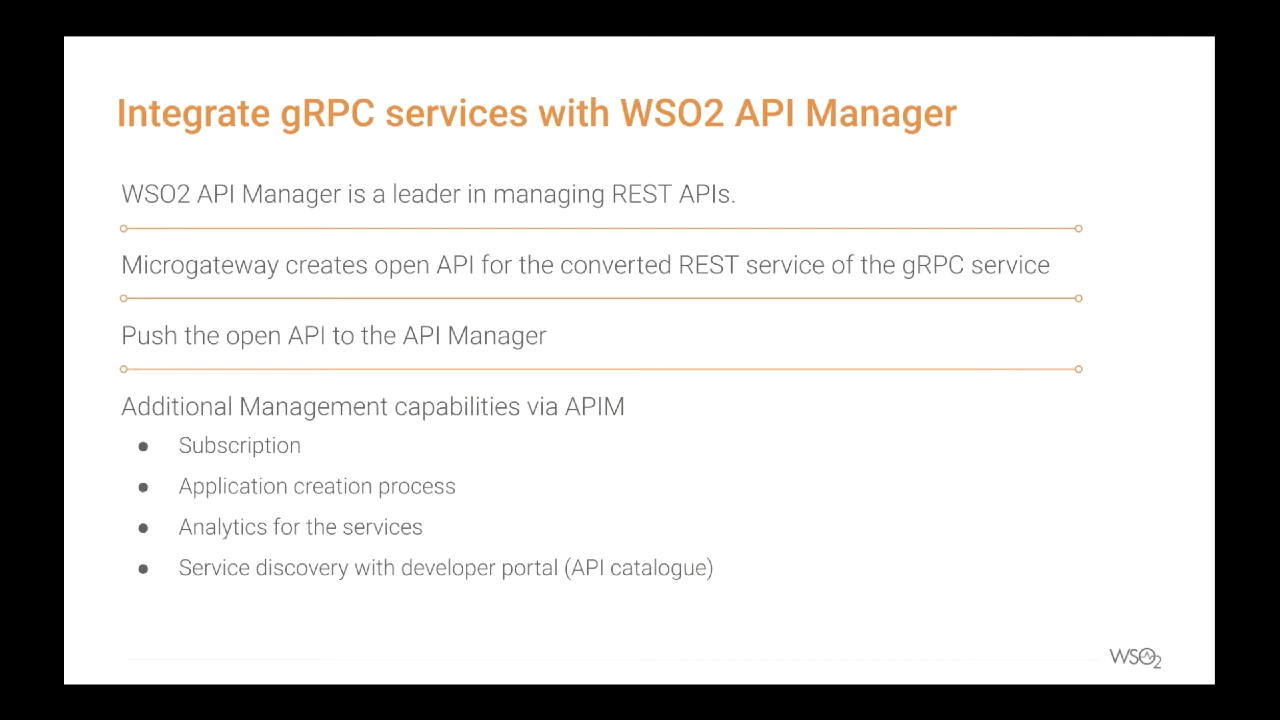 Integrate gRPC services with WSO2 API Manager
WSO2 API Manager is a leader in managing REST APIs.
Microgateway creates open API for the converted REST service of the gRPC service
Push the open API to the API Manager
Additional Management capabilities via APIM
● Subscription
● Application creation process
● Analytics for the services
● Service discovery with developer portal (API catalogue)
WSO2